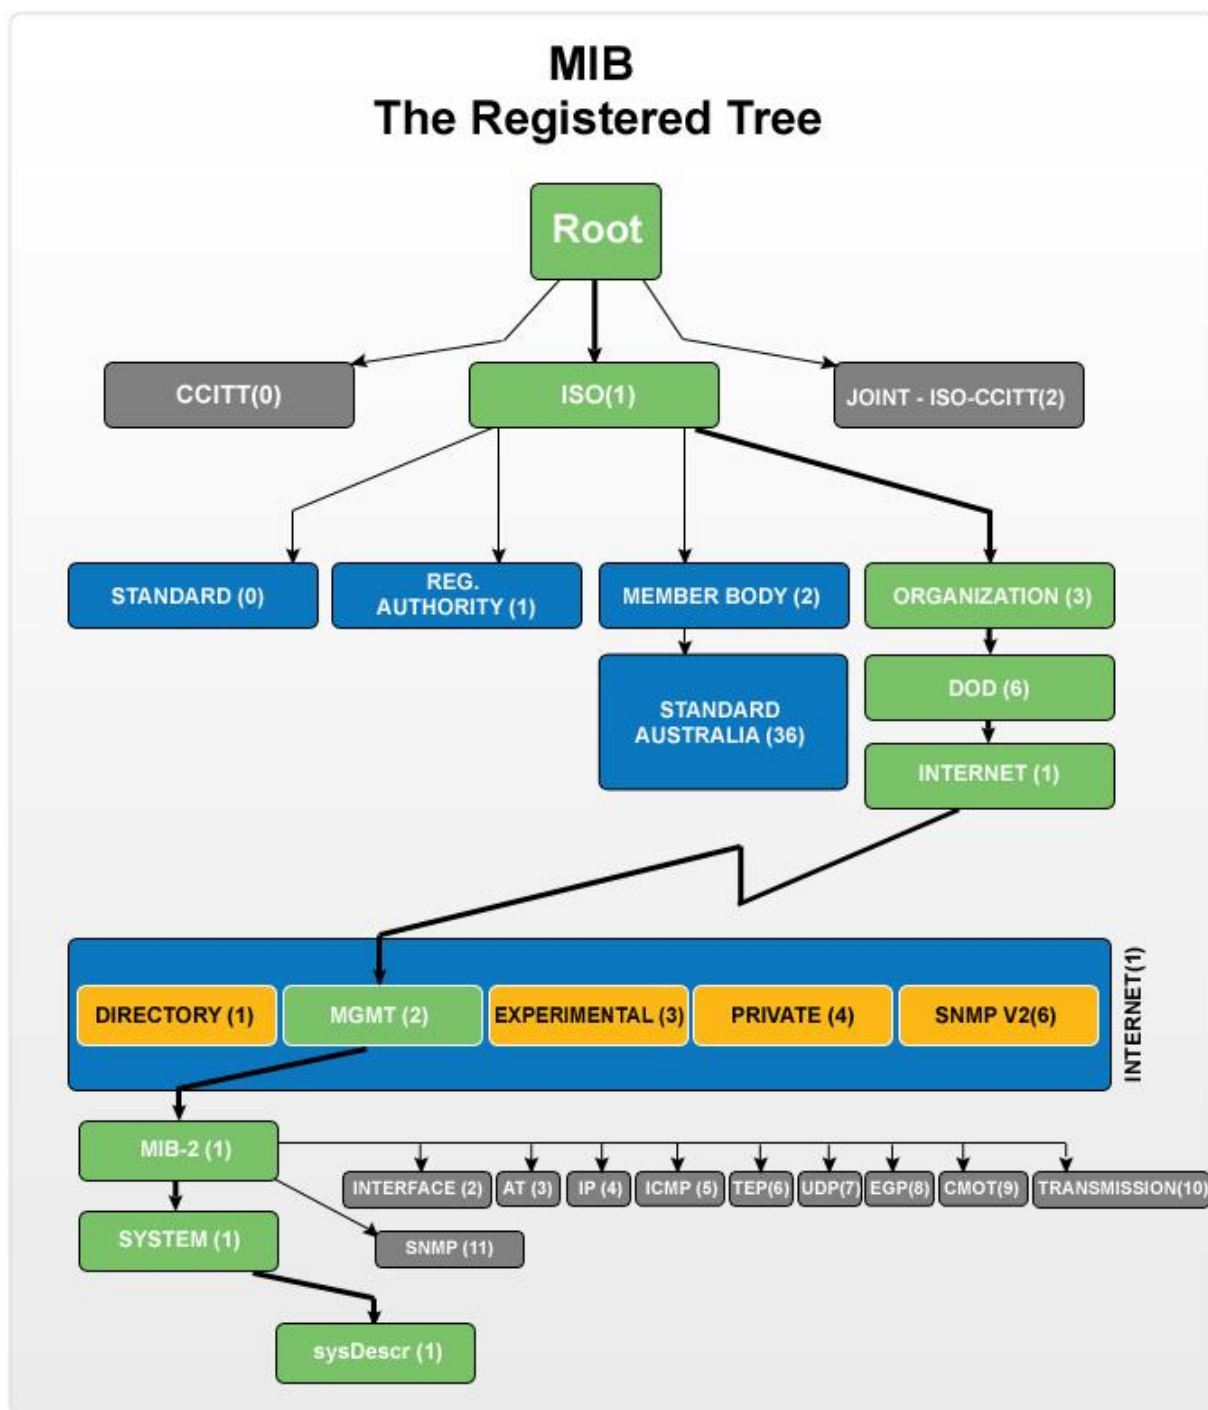 MIB
The Registered Tree
Root
CCITT(0)
ISO(1)
JOINT - ISO-CCITT(2)
STANDARD (0)
REG.
AUTHORITY (1)
MEMBER BODY (2)
ORGANIZATION (3)
STANDARD
AUSTRALIA (36)
DOD (6)
INTERNET (1)
DIRECTORY (1)
MGMT (2)
EXPERIMENTAL (3)
PRIVATE (4)
SNMP V2(6)
INTERNET(1)
MIB-2 (1)
INTERFACE (2)
AT (3)
IP (4)
ICMP (5)
TEP(6)
UDP(7)
EGP(8)
CMOT(9)
TRANSMISSION(10)
SYSTEM (1)
SNMP (11)
sysDescr (1)